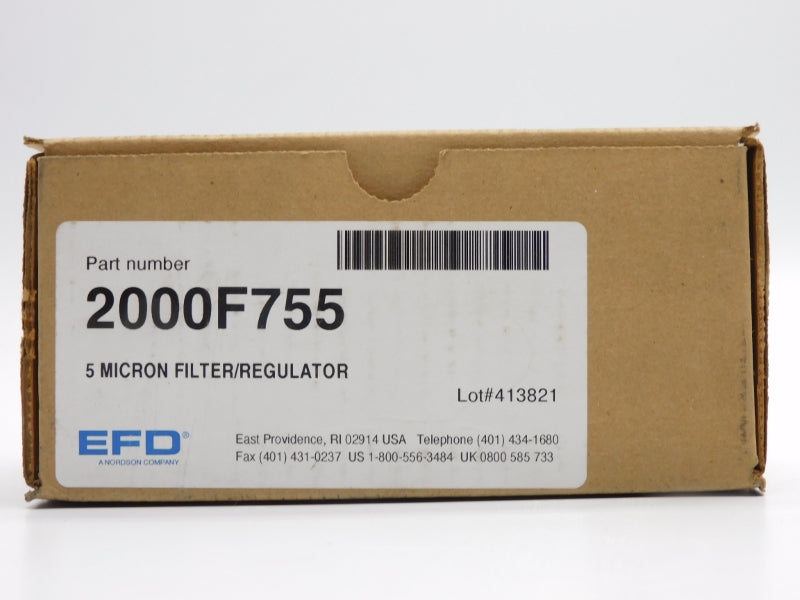 Part number
2000F755
5 MICRON FILTER/REGULATOR
Lot#413821
EFD®
A NORDSON COMPANY
East Providence, RI 02914 USA Telephone (401) 434-1680
Fax (401) 431-0237 US 1-800-556-3484 UK 0800 585 733